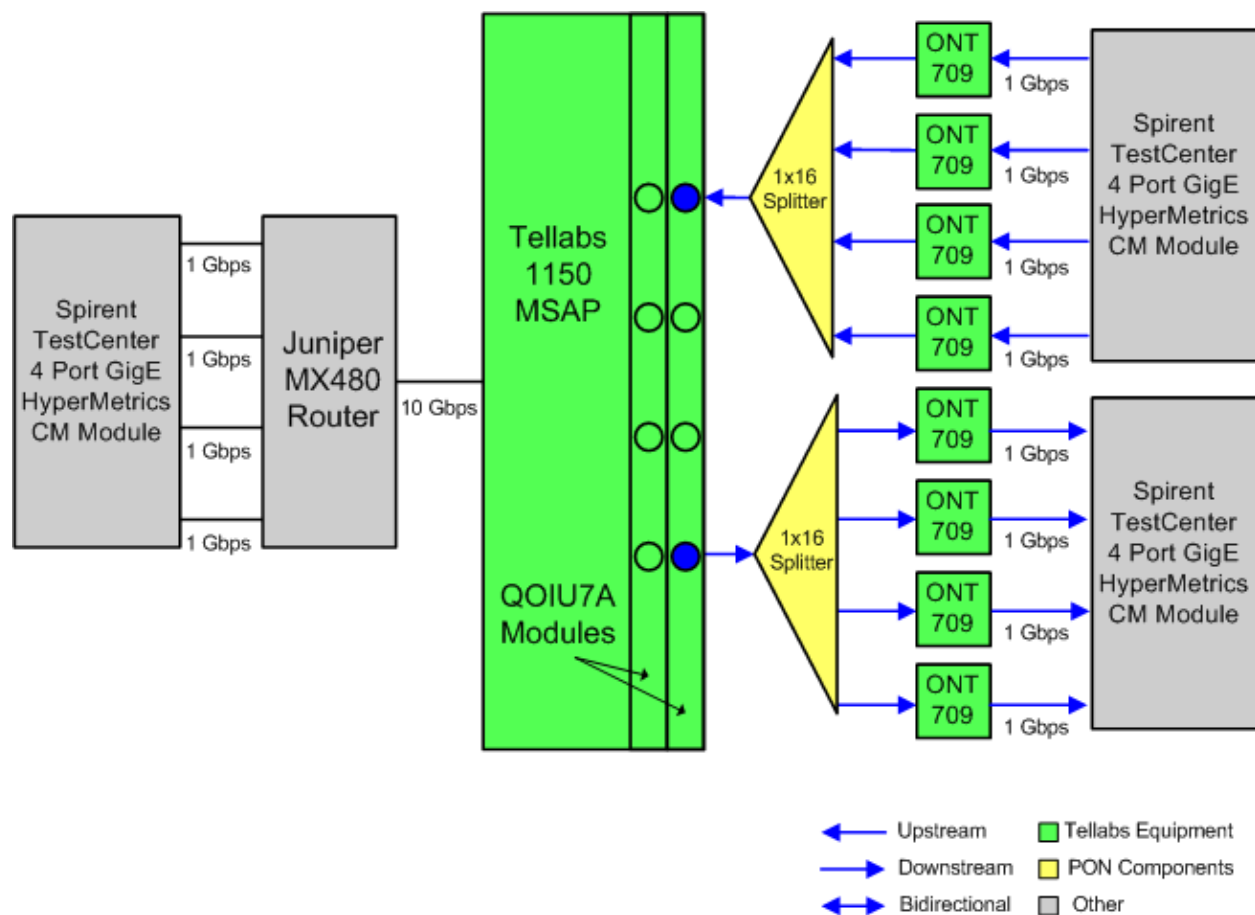 Spirent
TestCenter
4 Port GigE
HyperMetrics
CM Module
1 Gbps
1 Gbps
1 Gbps
1 Gbps
Juniper
MX480
Router
10 Gbps
Tellabs
1150
MSAP
QOIU7A
Modules
1x16
Splitter
ONT
709
1 Gbps
ONT
709
1 Gbps
ONT
709
1 Gbps
ONT
709
1 Gbps
Spirent
TestCenter
4 Port GigE
HyperMetrics
CM Module
1x16
Splitter
ONT
709
1 Gbps
ONT
709
1 Gbps
ONT
709
1 Gbps
ONT
709
1 Gbps
Spirent
TestCenter
4 Port GigE
HyperMetrics
CM Module
Upstream
Downstream
Bidirectional
Tellabs Equipment
PON Components
Other